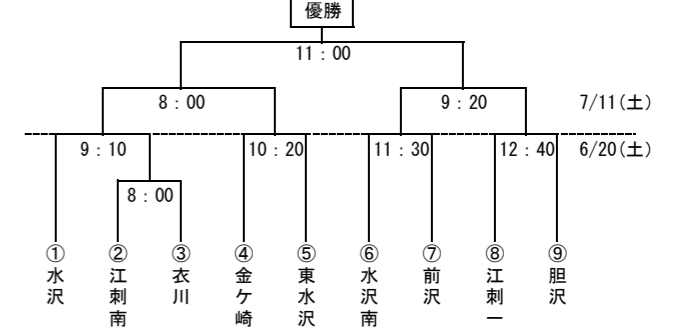 優勝
11：00
8：00
9：20
7/11(土)
9：10
10：20
11：30
12：40
6/20(土)
8：00
①水沢
②江刺南
③衣川
④金ケ崎
⑤東水沢
⑥水沢南
⑦前沢
⑧江刺一
⑨胆沢